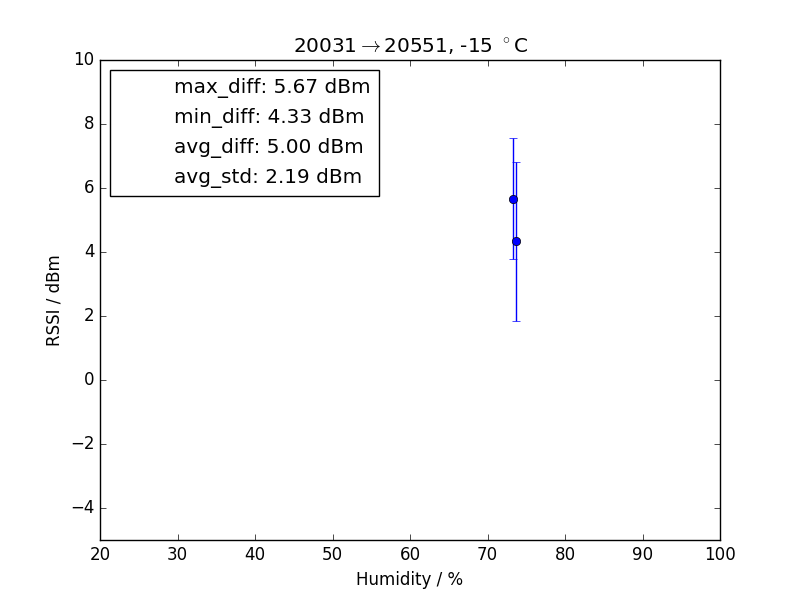 20031→20551, -15 °C
max_diff: 5.67 dBm
min_diff: 4.33 dBm
avg_diff: 5.00 dBm
avg_std: 2.19 dBm
RSSI / dBm
10
8
6
4
2
0
−2
−4
20 30 40 50 60 70 80 90 100
Humidity / %